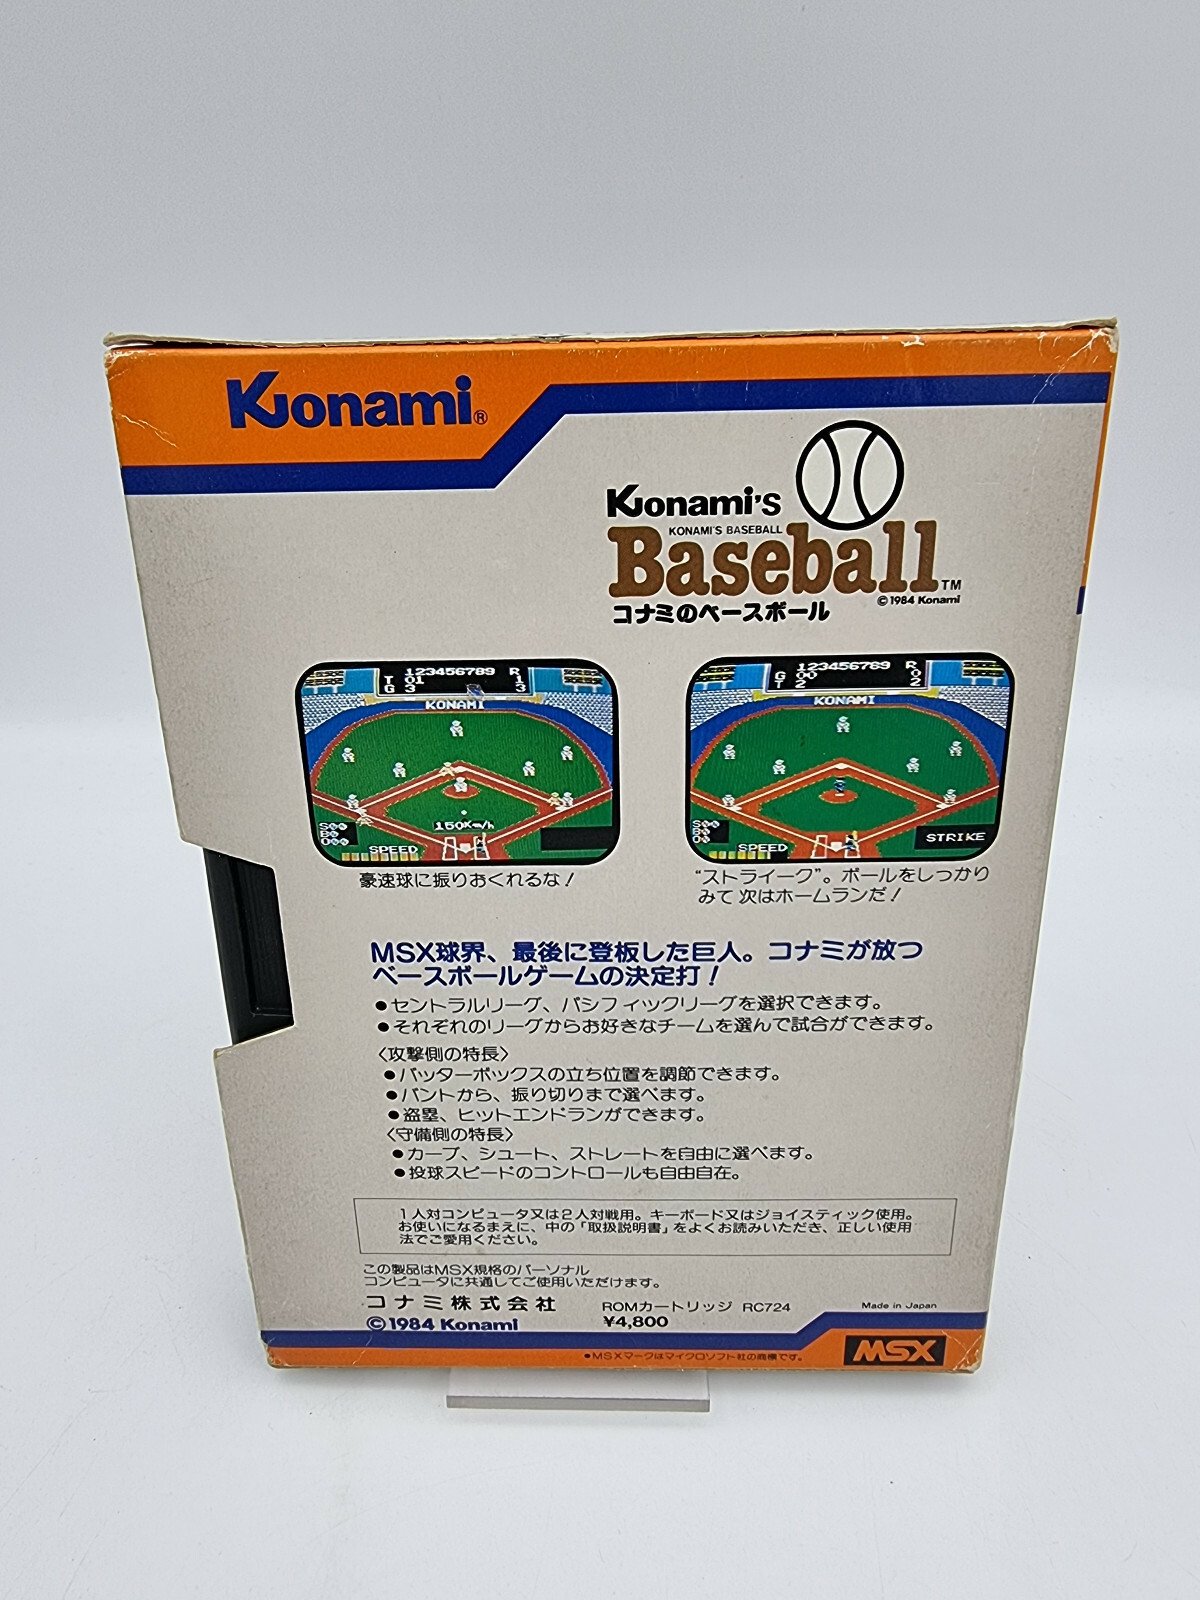 Konami®
Konami's
KONAMI'S BASEBALL
Baseball™
©1984 Konami
コナミのベースボール
123456789 R
T 01 1
G 3 3
KONAMI
150Km/h
S
B
O
SPEED
123456789 R
G 00 0
T 2 2
KONAMI
S
B
O
STRIKE
SPEED
豪速球に振りおくれるな!
“ストライーク”。ボールをしっかり
みて 次はホームランだ!
MSX球界、最後に登板した巨人。コナミが放つ
ベースボールゲームの決定打!
●セントラルリーグ、パシフィックリーグを選択できます。
●それぞれのリーグからお好きなチームを選んで試合ができます。
〈攻撃側の特長〉
●バッターボックスの立ち位置を調節できます。
●バントから、振り切りまで選べます。
●盗塁、ヒットエンドランができます。
〈守備側の特長〉
●カーブ、シュート、ストレートを自由に選べます。
●投球スピードのコントロールも自由自在。
1人対コンピュータ又は2人対戦用。キーボード又はジョイスティック使用。
お使いになるまえに、中の「取扱説明書」をよくお読みいただき、正しい使用
法でご愛用ください。
この製品はMSX規格のパーソナル
コンピュータに共通してご使用いただけます。
コナミ株式会社 ROMカートリッジ RC724 Made in Japan
©1984 Konami ¥4,800
●MSXマークはマイクロソフト社の商標です。
MSX